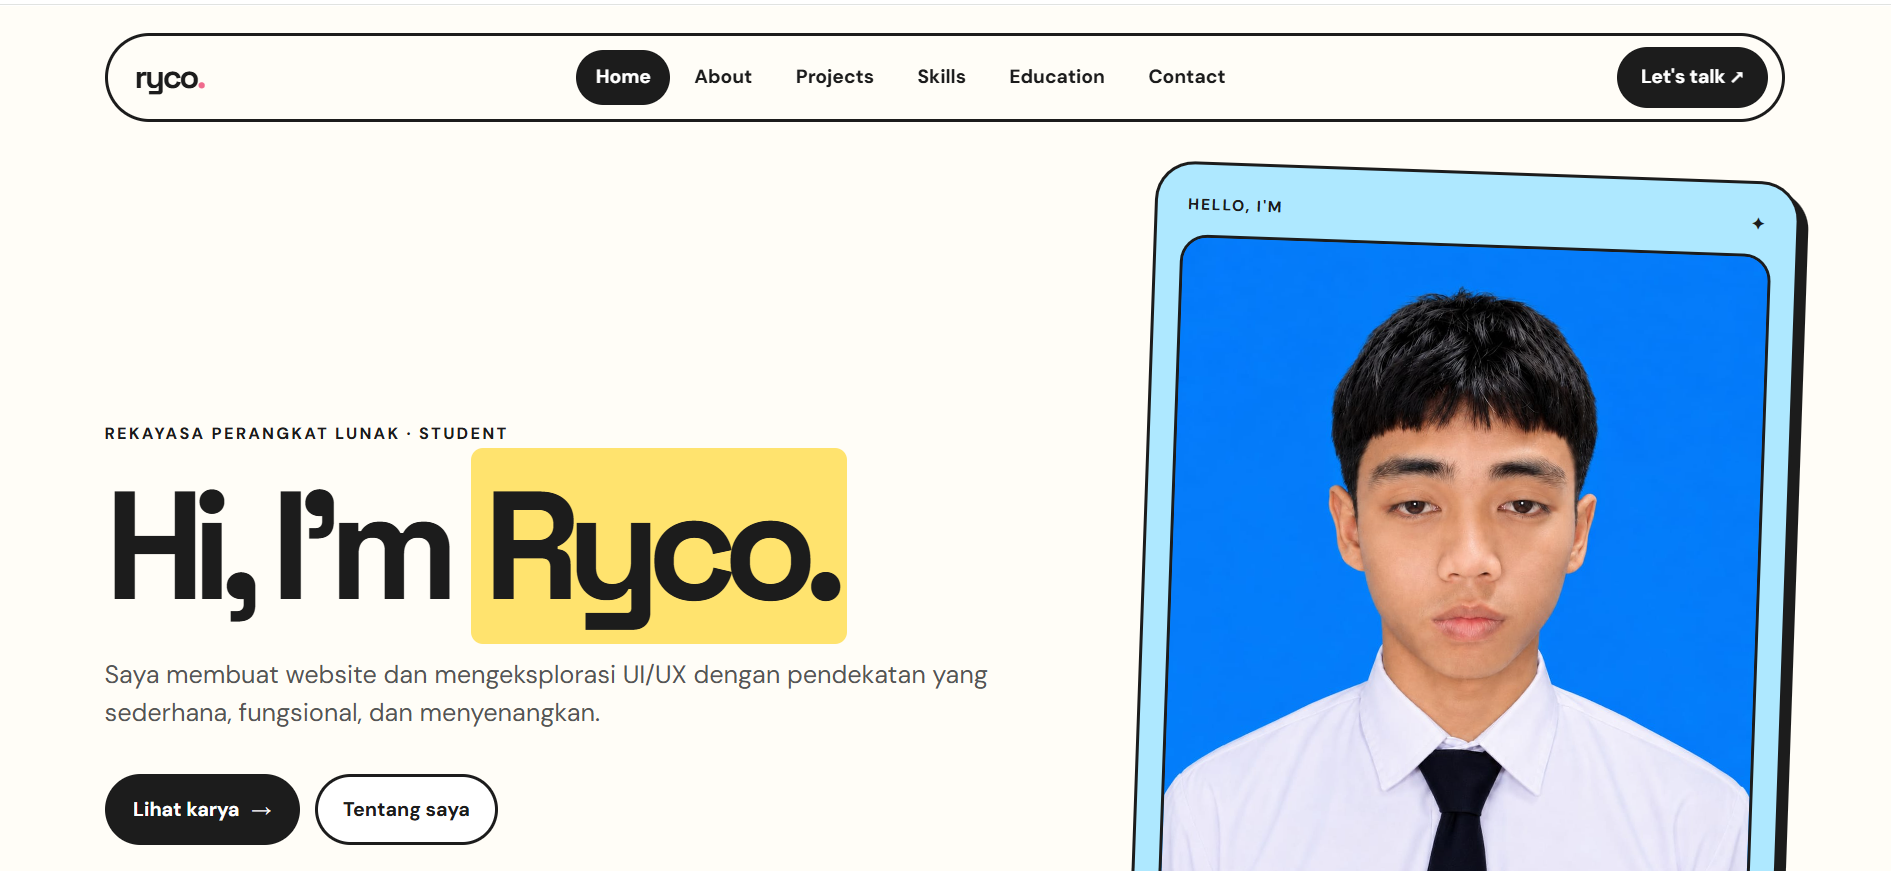 ryco.
Home About Projects Skills Education Contact
Let's talk ↗
HELLO, I'M
✦
REKAYASA PERANGKAT LUNAK · STUDENT
Hi, I’m Ryco.
Saya membuat website dan mengeksplorasi UI/UX dengan pendekatan yang
sederhana, fungsional, dan menyenangkan.
Lihat karya →
Tentang saya